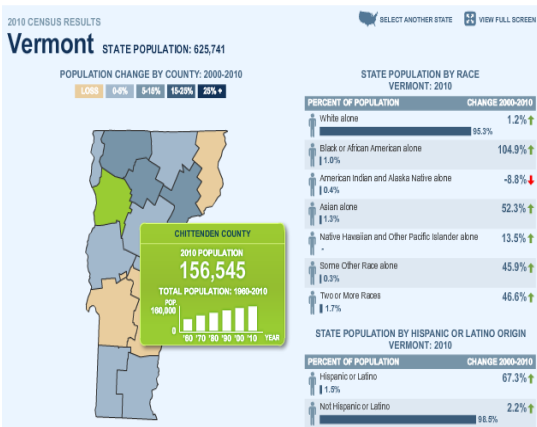 2010 CENSUS RESULTS
SELECT ANOTHER STATE
VIEW FULL SCREEN
Vermont STATE POPULATION: 625,741
POPULATION CHANGE BY COUNTY: 2000-2010
LOSS 0-5% 5-15% 15-25% 25% +
CHITTENDEN COUNTY
2010 POPULATION
156,545
TOTAL POPULATION: 1960-2010
POP.
160,000
0
'60 '70 '80 '90 '00 '10 YEAR
STATE POPULATION BY RACE
VERMONT: 2010
PERCENT OF POPULATION CHANGE 2000-2010
White alone 1.2%
95.3%
Black or African American alone 104.9%
1.0%
American Indian and Alaska Native alone -8.8%
0.4%
Asian alone 52.3%
1.3%
Native Hawaiian and Other Pacific Islander alone 13.5%
-
Some Other Race alone 45.9%
0.3%
Two or More Races 46.6%
1.7%
STATE POPULATION BY HISPANIC OR LATINO ORIGIN
VERMONT: 2010
PERCENT OF POPULATION CHANGE 2000-2010
Hispanic or Latino 67.3%
1.5%
Not Hispanic or Latino 2.2%
98.5%